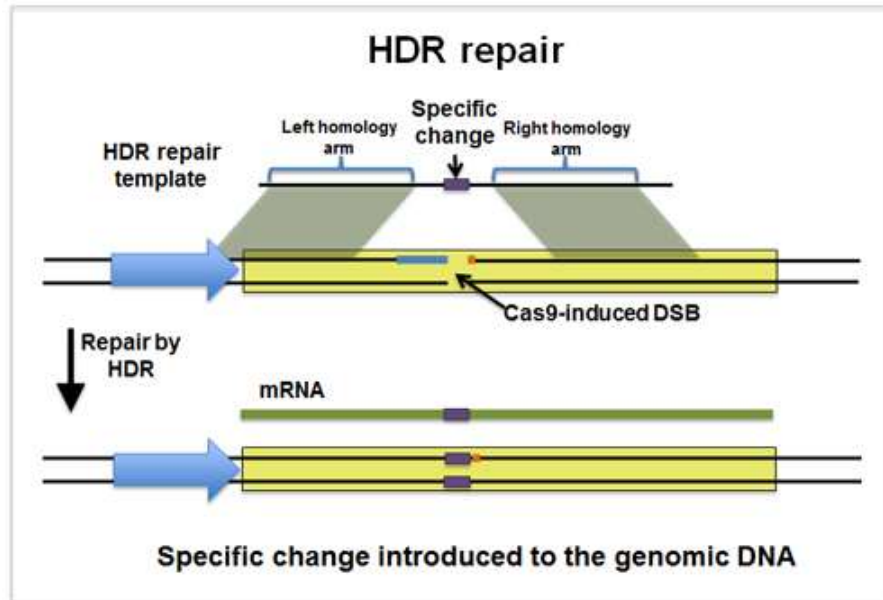 HDR repair
Specific
change
Left homology
arm
Right homology
arm
HDR repair
template
Cas9-induced DSB
Repair by
HDR
mRNA
Specific change introduced to the genomic DNA